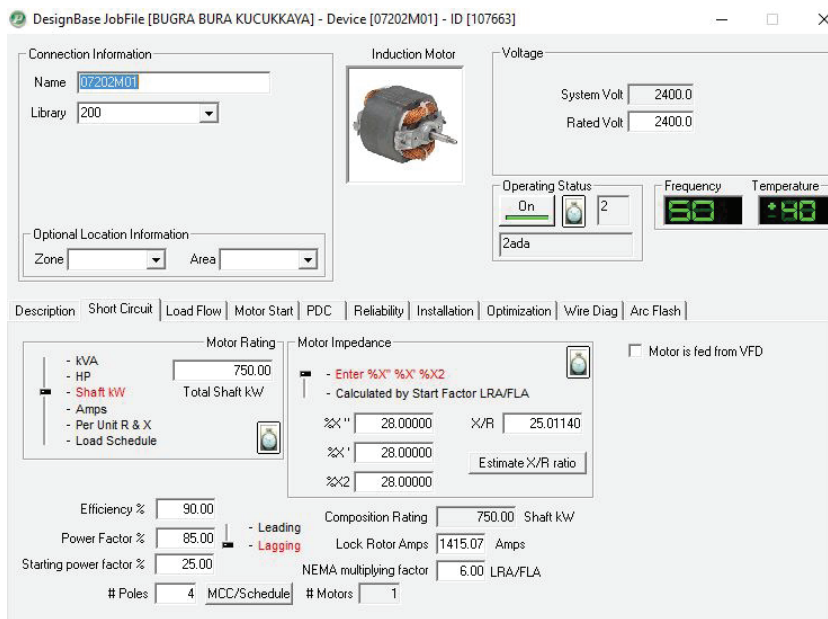 DesignBase JobFile [BUGRA BURA KUCUKKAYA] - Device [07202M01] - ID [107663]
Connection Information
Name 07202M01
Library 200
Optional Location Information
Zone Area
Induction Motor
Voltage
System Volt 2400.0
Rated Volt 2400.0
Operating Status
On 2
2ada
Frequency
50
Temperature
+40
Description Short Circuit Load Flow Motor Start PDC Reliability Installation Optimization Wire Diag Arc Flash
Motor Rating
- kVA
- HP
- Shaft kW
- Amps
- Per Unit R & X
- Load Schedule
750.00
Total Shaft kW
Motor Impedance
- Enter %X'' %X' %X2
- Calculated by Start Factor LRA/FLA
%X '' 28.00000 X/R 25.01140
%X ' 28.00000
Estimate X/R ratio
%X2 28.00000
Motor is fed from VFD
Efficiency % 90.00
Power Factor % 85.00
- Leading
- Lagging
Starting power factor % 25.00
# Poles 4 MCC/Schedule # Motors 1
Composition Rating 750.00 Shaft kW
Lock Rotor Amps 1415.07 Amps
NEMA multiplying factor 6.00 LRA/FLA